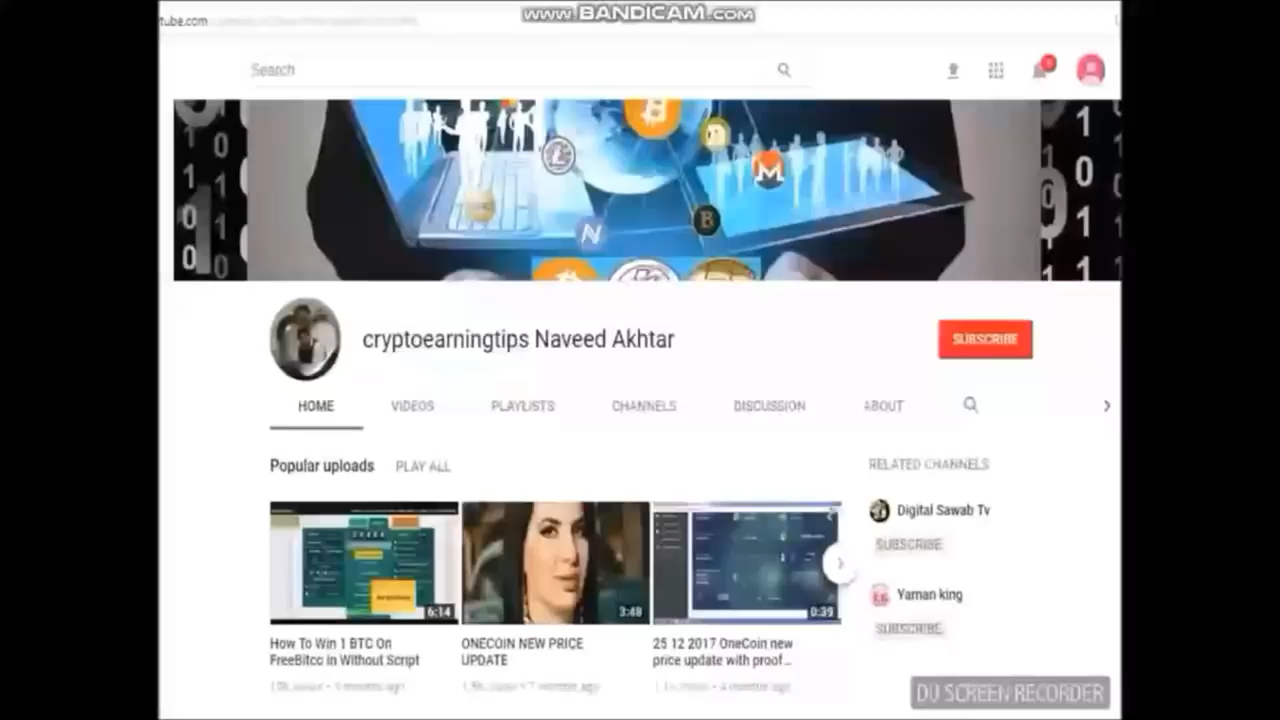 www.BANDICAM.com
tube.com
Search
cryptoearningtips Naveed Akhtar
SUBSCRIBE
HOME
VIDEOS
PLAYLISTS
CHANNELS
DISCUSSION
ABOUT
Popular uploads
PLAY ALL
RELATED CHANNELS
6:14
3:48
0:39
How To Win 1 BTC On
FreeBitco in Without Script
ONECOIN NEW PRICE
UPDATE
25 12 2017 OneCoin new
price update with proof...
Digital Sawab Tv
SUBSCRIBE
Yaman king
SUBSCRIBE
DU SCREEN RECORDER